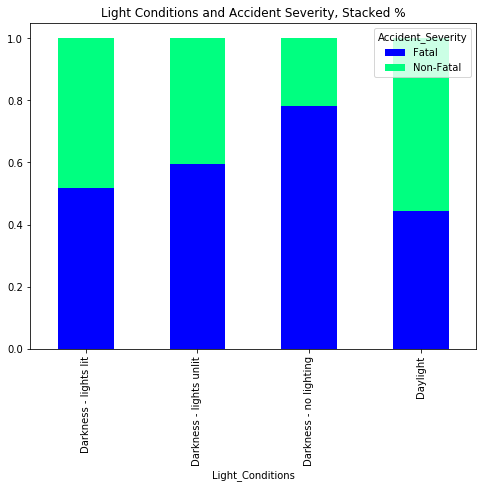 Light Conditions and Accident Severity, Stacked %
Accident_Severity
Fatal
Non-Fatal
1.0
0.8
0.6
0.4
0.2
0.0
Darkness - lights lit
Darkness - lights unlit
Darkness - no lighting
Daylight
Light_Conditions